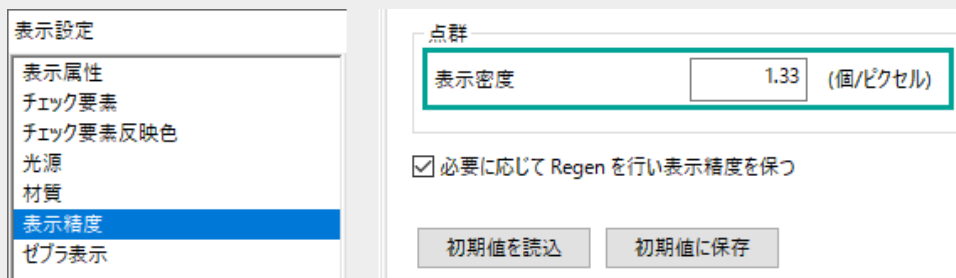 表示設定
表示属性
チェック要素
チェック要素反映色
光源
材質
表示精度
ゼブラ表示
点群
表示密度 1.33 (個/ピクセル)
必要に応じて Regen を行い表示精度を保つ
初期値を読込 初期値に保存